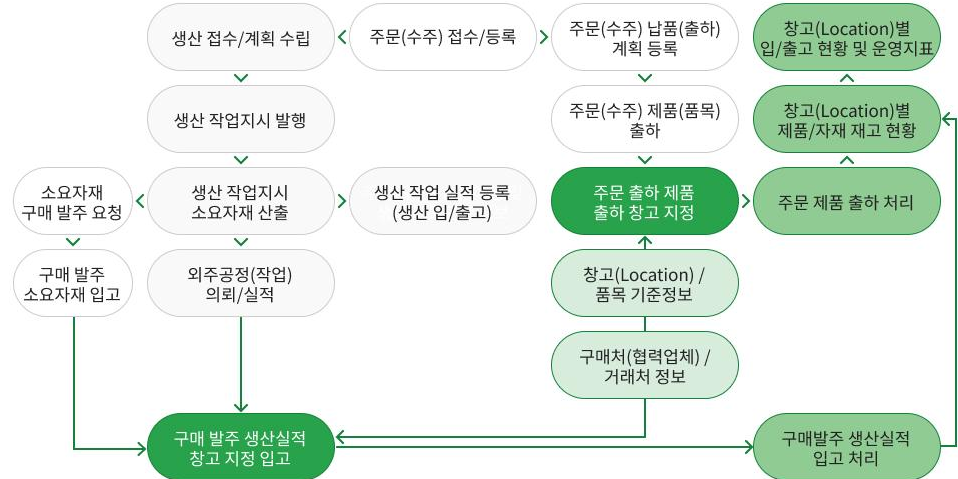 생산 접수/계획 수립
주문(수주) 접수/등록
주문(수주) 납품(출하)
계획 등록
창고(Location)별
입/출고 현황 및 운영지표
생산 작업지시 발행
주문(수주) 제품(품목)
출하
창고(Location)별
제품/자재 재고 현황
소요자재
구매 발주 요청
생산 작업지시
소요자재 산출
생산 작업 실적 등록
(생산 입/출고)
주문 출하 제품
출하 창고 지정
주문 제품 출하 처리
구매 발주
소요자재 입고
외주공정(작업)
의뢰/실적
창고(Location) /
품목 기준정보
구매처(협력업체) /
거래처 정보
구매 발주 생산실적
창고 지정 입고
구매발주 생산실적
입고 처리